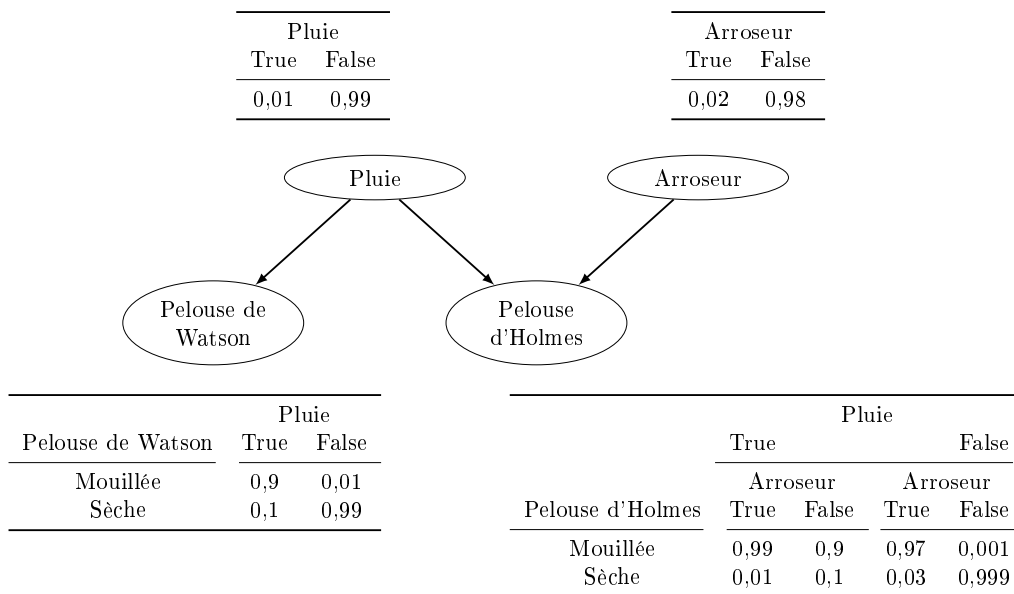 Pluie
True False
0,01 0,99
Arroseur
True False
0,02 0,98
Pluie
Arroseur
Pelouse de
Watson
Pelouse
d'Holmes
Pluie
Pelouse de Watson True False
Mouillée 0,9 0,01
Sèche 0,1 0,99
Pluie
True False
Arroseur Arroseur
Pelouse d'Holmes True False True False
Mouillée 0,99 0,9 0,97 0,001
Sèche 0,01 0,1 0,03 0,999